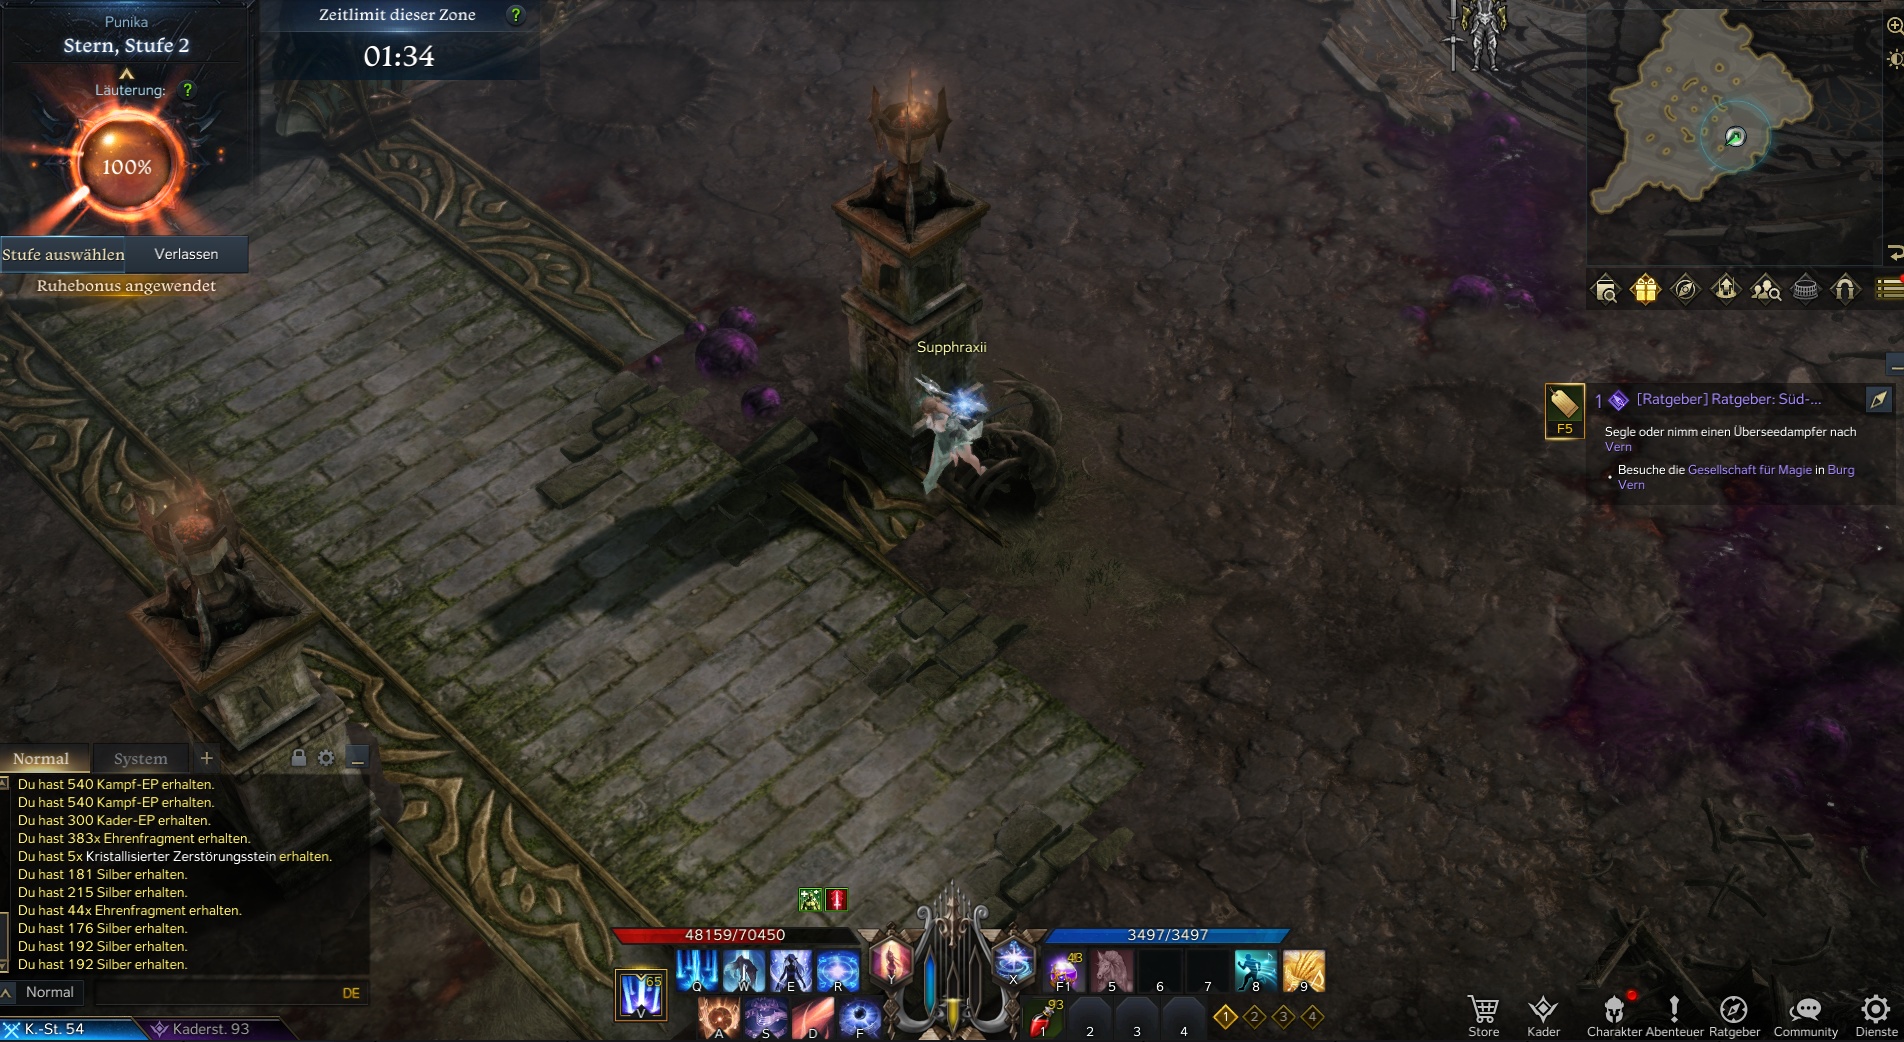 Punika
Stern, Stufe 2
Läuterung: ?
100%
Stufe auswählen
Verlassen
Ruhebonus angewendet
Zeitlimit dieser Zone ?
01:34
Supphraxii
F5
1 [Ratgeber] Ratgeber: Süd-...
Segle oder nimm einen Überseedampfer nach
Vern
Besuche die Gesellschaft für Magie in Burg
Vern
Normal
System
+
Du hast 540 Kampf-EP erhalten.
Du hast 540 Kampf-EP erhalten.
Du hast 300 Kader-EP erhalten.
Du hast 383x Ehrenfragment erhalten.
Du hast 5x Kristallisierter Zerstörungsstein erhalten.
Du hast 181 Silber erhalten.
Du hast 215 Silber erhalten.
Du hast 44x Ehrenfragment erhalten.
Du hast 176 Silber erhalten.
Du hast 192 Silber erhalten.
Du hast 192 Silber erhalten.
Normal
DE
K.-St. 54
Kaderst. 93
48159/70450
3497/3497
65
V
Q W E R
A S D F
Y
X
43
F1 5 6 7 8 F9
93
1 2 3 4
1 2 3 4
Store
Kader
Charakter
Abenteuer
Ratgeber
Community
Dienste